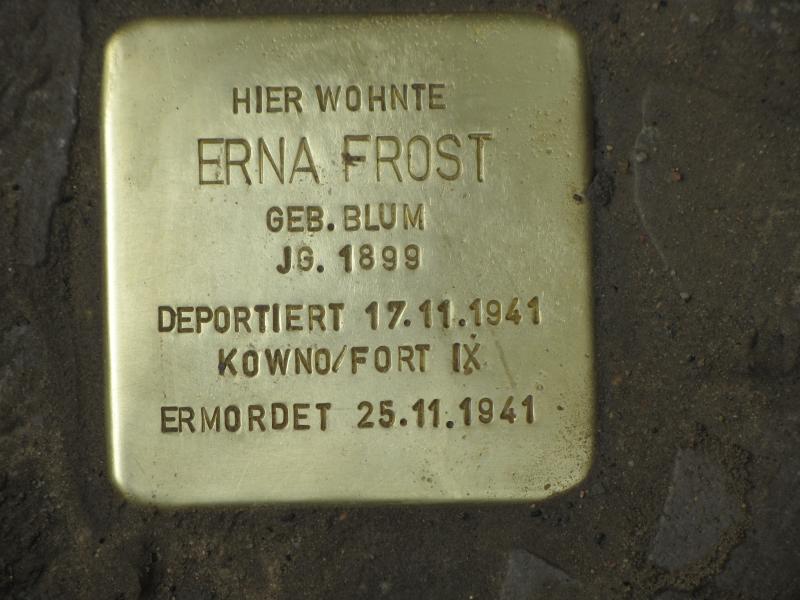 HIER WOHNTE
ERNA FROST
GEB. BLUM
JG. 1899
DEPORTIERT 17.11.1941
KOWNO/FORT IX
ERMORDET 25.11.1941